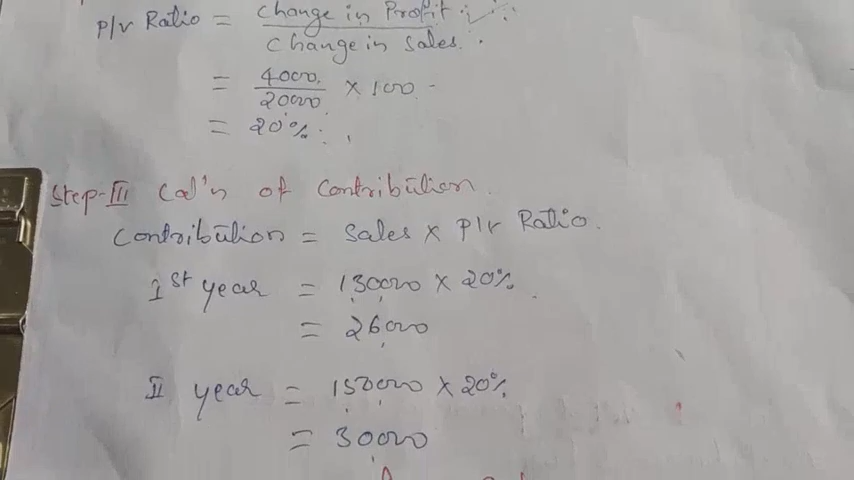 P/V Ratio = Change in Profit
Change in Sales.
= 4000
20000 × 100
= 20%
Step-III Cal'n of Contribution.
Contribution = Sales × P/V Ratio.
Ist year = 130000 × 20%
= 26000
II year = 150000 × 20%
= 30000